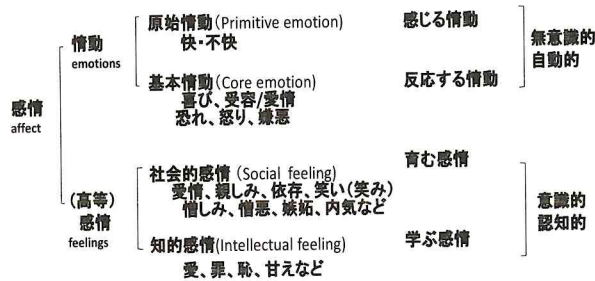 感情
affect
情動
emotions
原始情動(Primitive emotion)
快・不快
感じる情動
基本情動(Core emotion)
喜び、受容/愛情
恐れ、怒り、嫌悪
反応する情動
無意識的
自動的
(高等)
感情
feelings
社会的感情 (Social feeling)
愛情、親しみ、依存、笑い(笑み)
憎しみ、憎悪、嫉妬、内気など
育む感情
知的感情(Intellectual feeling)
愛、罪、恥、甘えなど
学ぶ感情
意識的
認知的